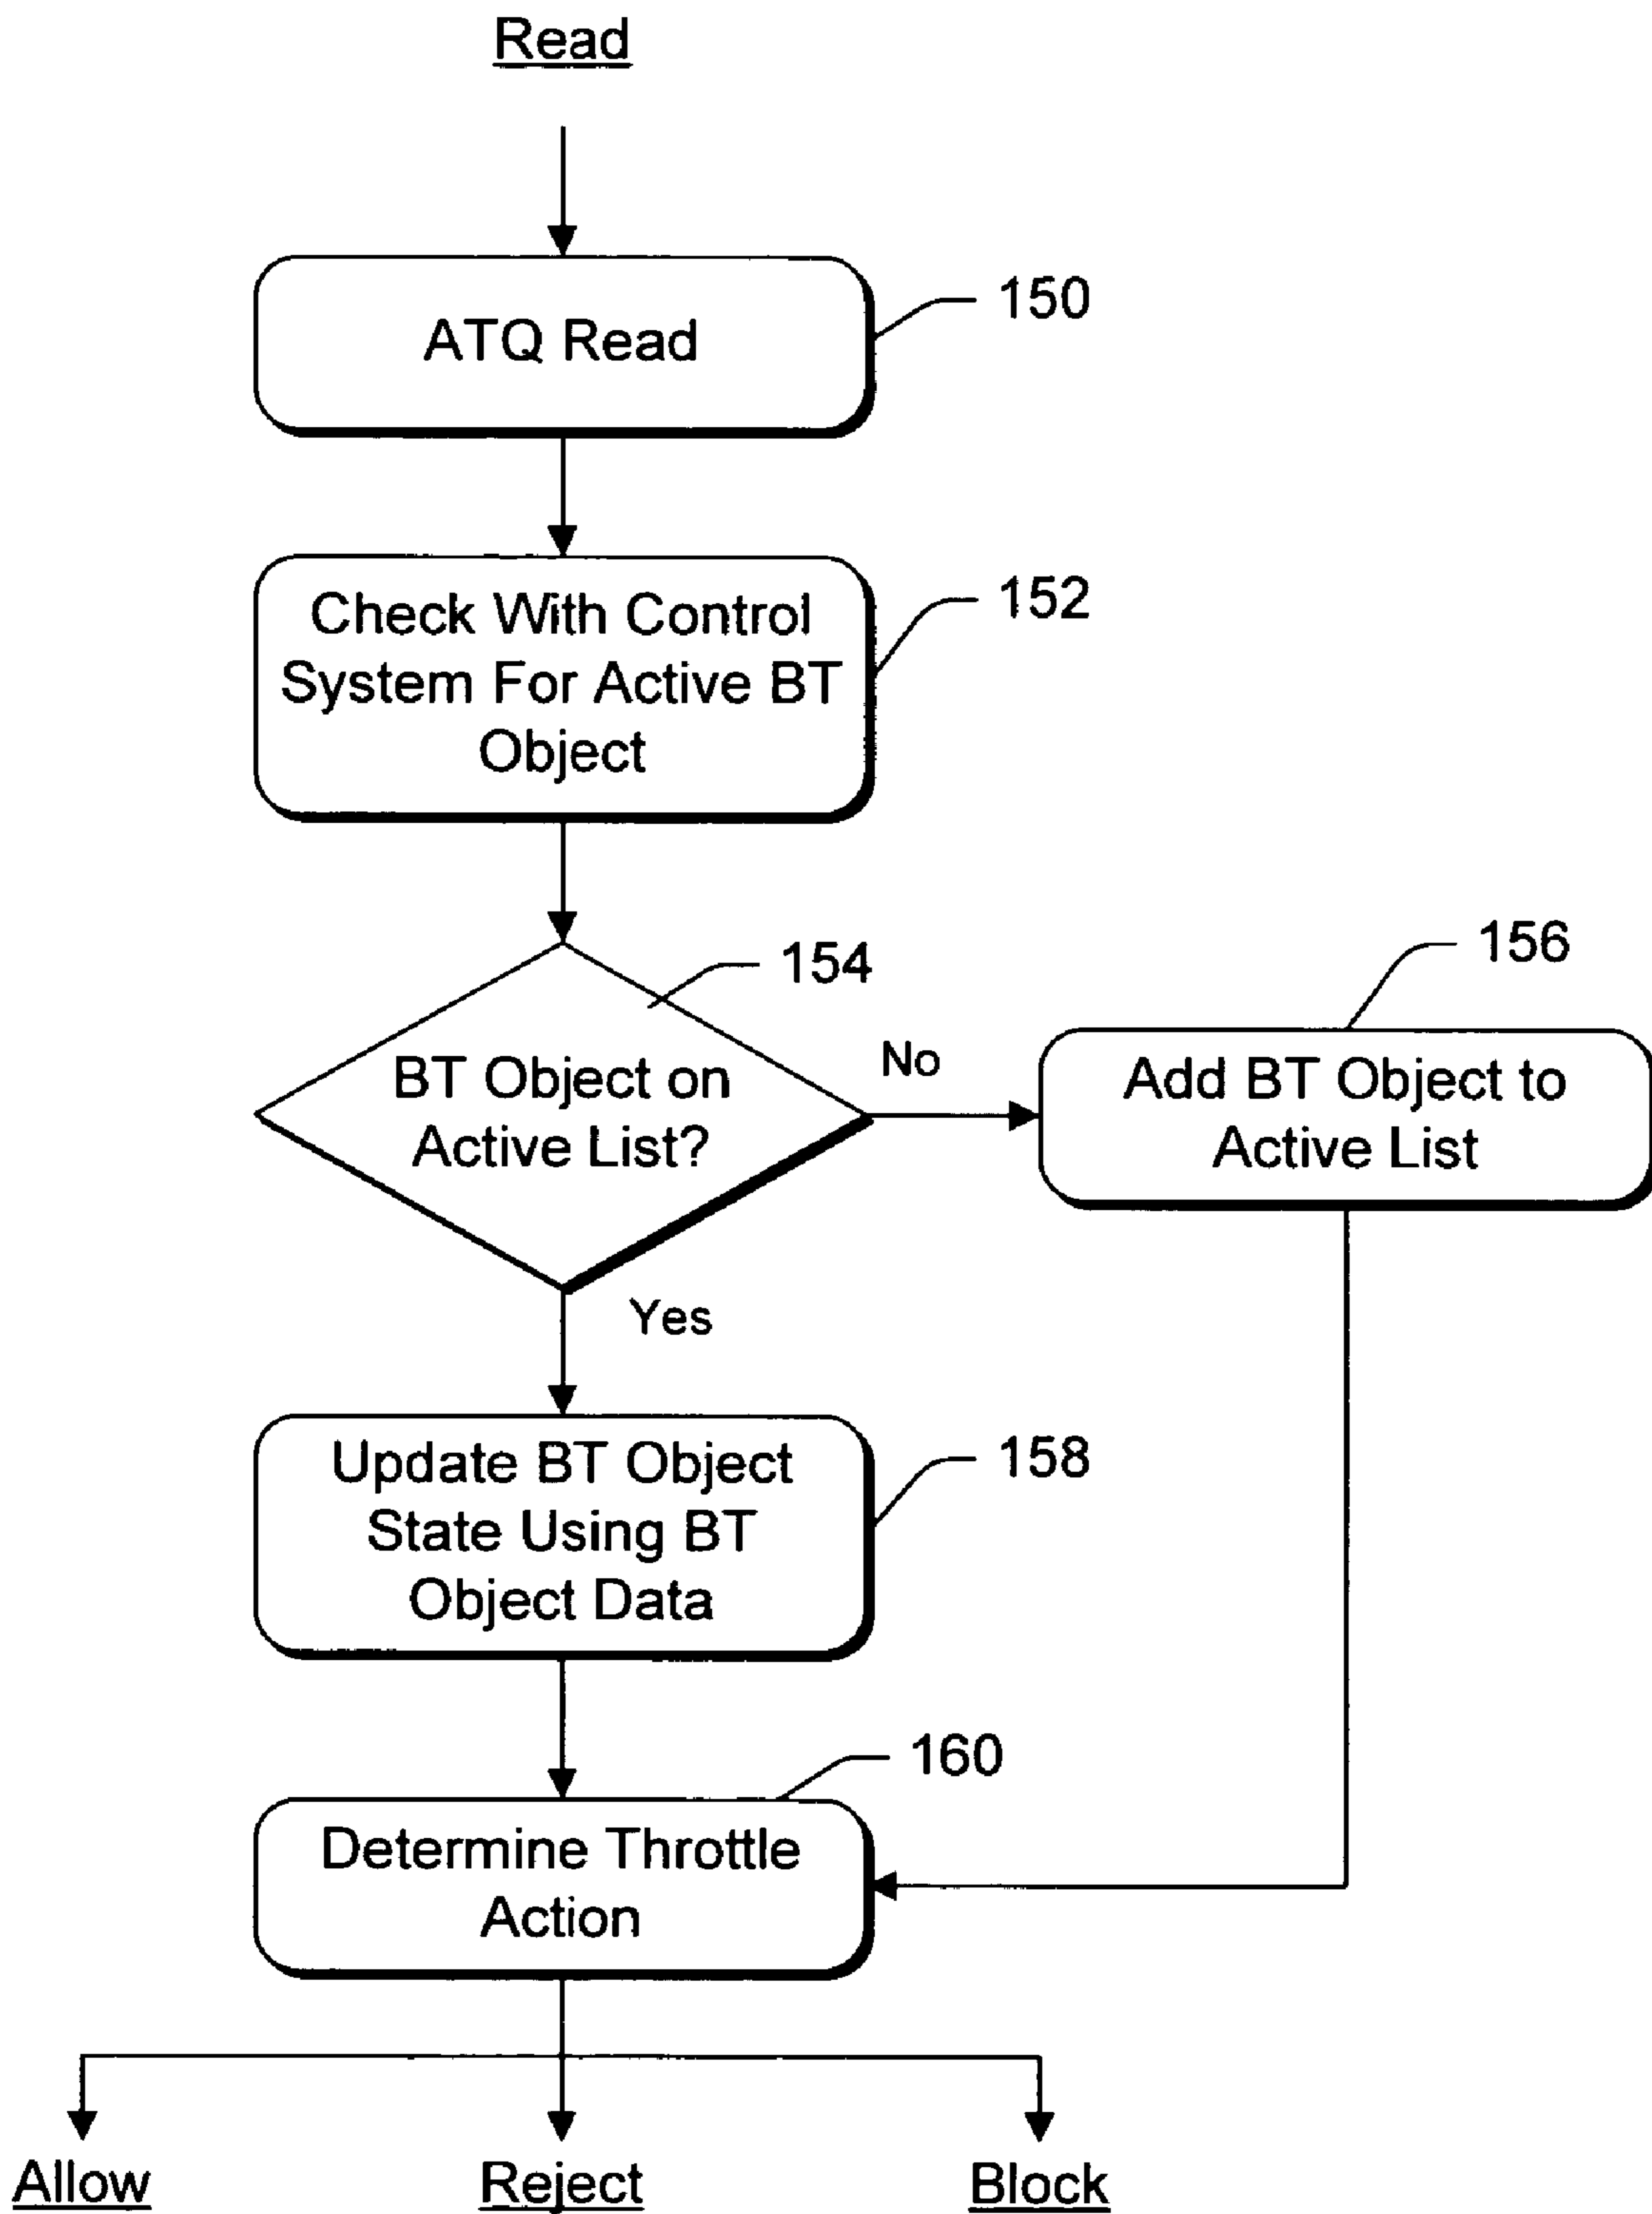 Read
150
ATQ Read
152
Check With Control
System For Active BT
Object
154
156
BT Object on
Active List?
No
Add BT Object to
Active List
Yes
158
Update BT Object
State Using BT
Object Data
160
Determine Throttle
Action
Allow
Reject
Block